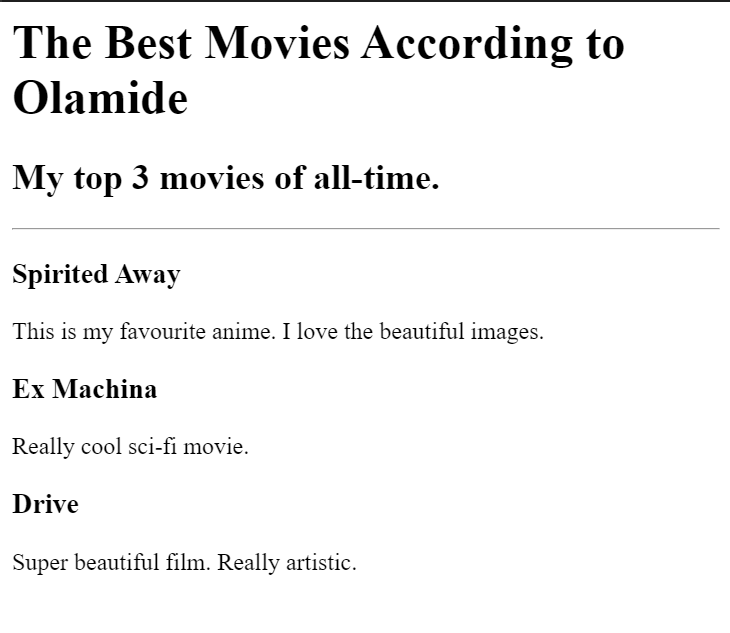 The Best Movies According to
Olamide
My top 3 movies of all-time.
Spirited Away
This is my favourite anime. I love the beautiful images.
Ex Machina
Really cool sci-fi movie.
Drive
Super beautiful film. Really artistic.